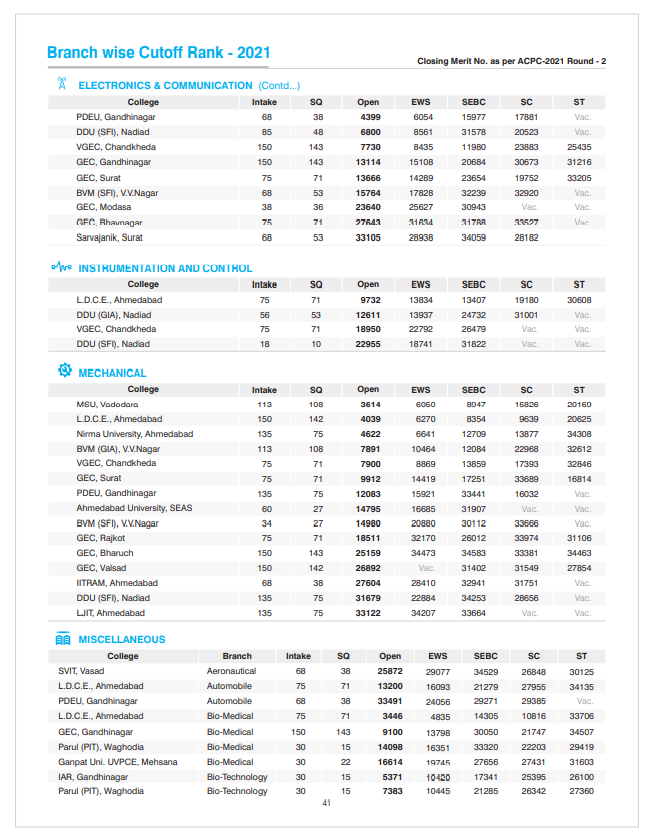 Branch wise Cutoff Rank - 2021
Closing Merit No. as per ACPC-2021 Round - 2
ELECTRONICS & COMMUNICATION (Contd...)
College Intake SQ Open EWS SEBC SC ST
PDEU, Gandhinagar 68 38 4399 6054 15977 17881 Vac.
DDU (SFI), Nadiad 85 48 6800 8561 31578 20523 Vac.
VGEC, Chandkheda 150 143 7730 8435 11980 23883 25435
GEC, Gandhinagar 150 143 13114 15108 20684 30673 31216
GEC, Surat 75 71 13666 14289 23654 19752 33205
BVM (SFI), V.V.Nagar 68 53 15764 17828 32239 32920 Vac.
GEC, Modasa 38 36 23640 25627 30943 Vac. Vac.
GEC, Bhavnagar 75 71 27643 31634 31788 33527 Vac.
Sarvajanik, Surat 68 53 33105 28938 34059 28182
INSTRUMENTATION AND CONTROL
College Intake SQ Open EWS SEBC SC ST
L.D.C.E., Ahmedabad 75 71 9732 13834 13407 19180 30608
DDU (GIA), Nadiad 56 53 12611 13937 24732 31001 Vac.
VGEC, Chandkheda 75 71 18950 22792 26479 Vac. Vac.
DDU (SFI), Nadiad 18 10 22955 18741 31822 Vac. Vac.
MECHANICAL
College Intake SQ Open EWS SEBC SC ST
MSU, Vadodara 113 108 3614 6060 8047 15826 20169
L.D.C.E., Ahmedabad 150 142 4039 6270 8354 9639 20625
Nirma University, Ahmedabad 135 75 4622 6641 12709 13877 34308
BVM (GIA), V.V.Nagar 113 108 7891 10464 12084 22968 32612
VGEC, Chandkheda 75 71 7900 8869 13859 17393 32846
GEC, Surat 75 71 9912 14419 17251 33689 16814
PDEU, Gandhinagar 135 75 12083 15921 33441 16032 Vac.
Ahmedabad University, SEAS 60 27 14795 16685 31907 Vac. Vac.
BVM (SFI), V.V.Nagar 34 27 14980 20880 30112 33666 Vac.
GEC, Rajkot 75 71 18511 32170 26012 33974 31106
GEC, Bharuch 150 143 25159 34473 34583 33381 34463
GEC, Valsad 150 142 26892 Vac. 31402 31549 27854
IITRAM, Ahmedabad 68 38 27604 28410 32941 31751 Vac.
DDU (SFI), Nadiad 135 75 31679 22884 34253 28656 Vac.
LJIT, Ahmedabad 135 75 33122 34207 33664 Vac. Vac.
MISCELLANEOUS
College Branch Intake SQ Open EWS SEBC SC ST
SVIT, Vasad Aeronautical 68 38 25872 29077 34529 26848 30125
L.D.C.E., Ahmedabad Automobile 75 71 13200 16093 21279 27955 34135
PDEU, Gandhinagar Automobile 68 38 33491 24056 29271 29385 Vac.
L.D.C.E., Ahmedabad Bio-Medical 75 71 3446 4835 14305 10816 33706
GEC, Gandhinagar Bio-Medical 150 143 9100 13798 30050 21747 34507
Parul (PIT), Waghodia Bio-Medical 30 15 14098 16351 33320 22203 29419
Ganpat Uni. UVPCE, Mehsana Bio-Medical 30 22 16614 19745 27656 27431 31603
IAR, Gandhinagar Bio-Technology 30 15 5371 10420 17341 25395 26100
Parul (PIT), Waghodia Bio-Technology 30 15 7383 10445 21285 26342 27360
41